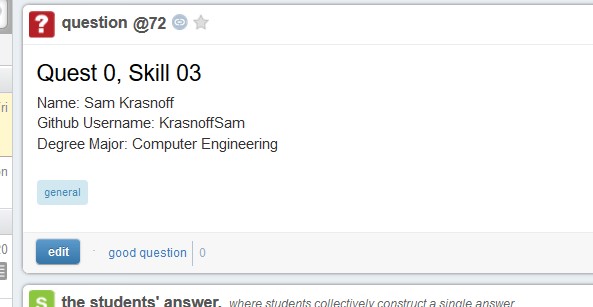 question @72
Quest 0, Skill 03
Name: Sam Krasnoff
Github Username: KrasnoffSam
Degree Major: Computer Engineering
general
edit · good question 0
S the students' answer, where students collectively construct a single answer